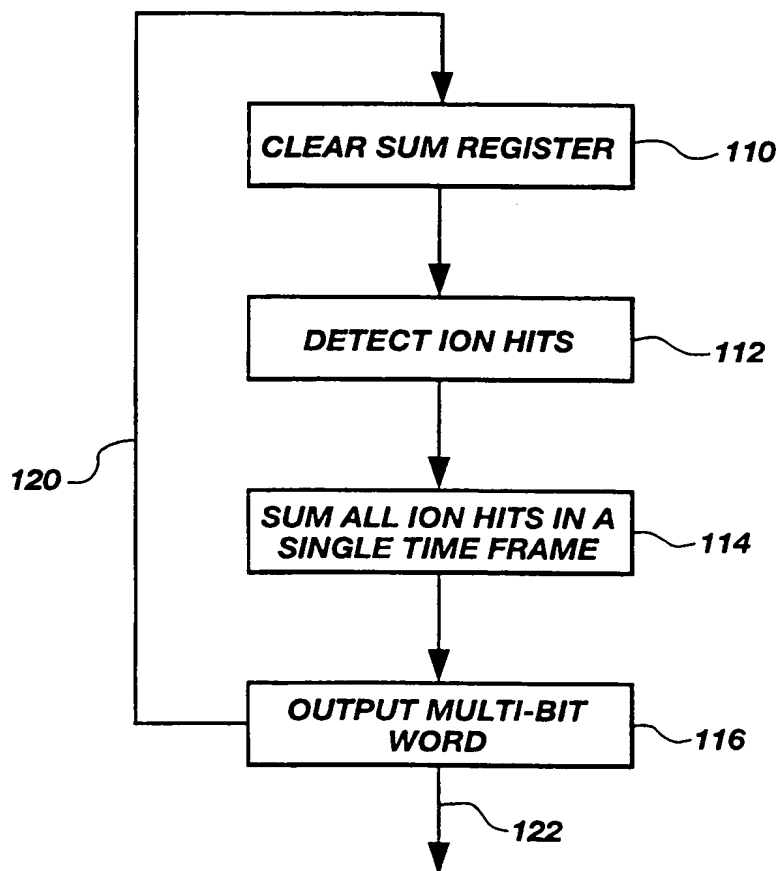 CLEAR SUM REGISTER
110
DETECT ION HITS
112
120
SUM ALL ION HITS IN A
SINGLE TIME FRAME
114
OUTPUT MULTI-BIT
WORD
116
122